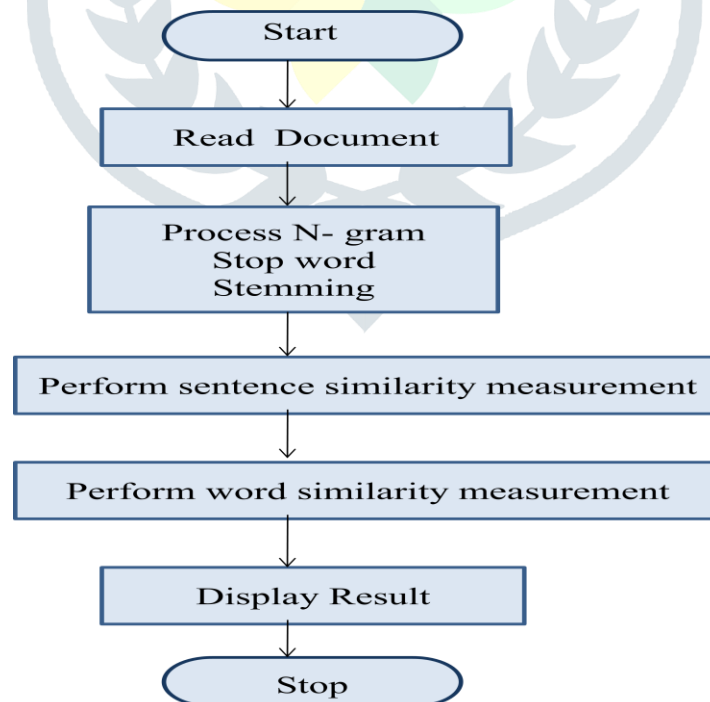 Start
Read Document
Process N- gram
Stop word
Stemming
Perform sentence similarity measurement
Perform word similarity measurement
Display Result
Stop